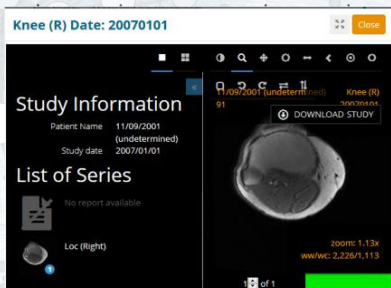 Knee (R) Date: 20070101
Close
Study Information
Patient Name 11/09/2001
(undetermined)
Study date 2007/01/01
List of Series
No report available
Loc (Right)
1
11/09/2001 (undetermined) Knee (R)
91 20070101
DOWNLOAD STUDY
zoom: 1.13x
ww/wc: 2,226/1,113
1 of 1